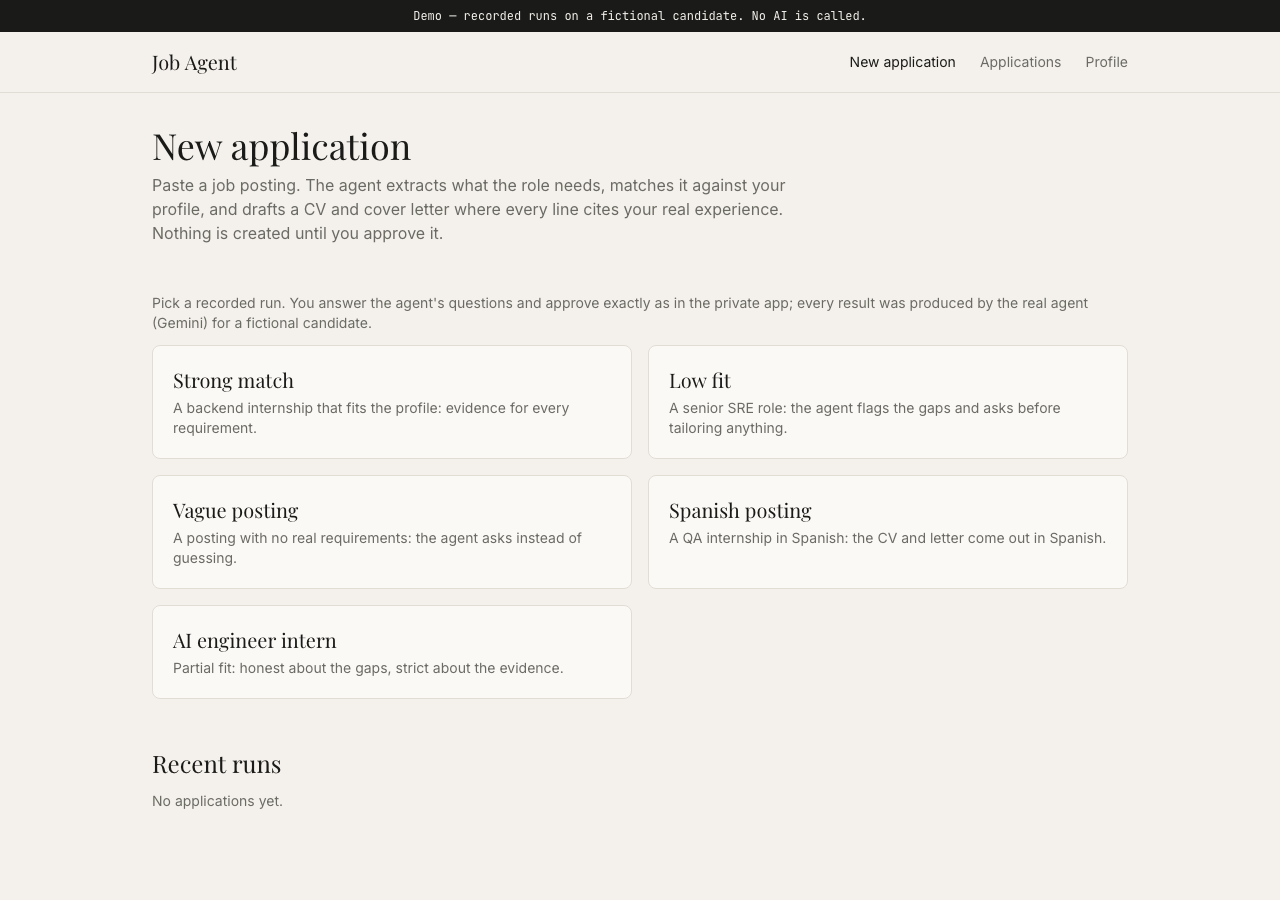 Demo — recorded runs on a fictional candidate. No AI is called.
Job Agent
New application
Applications
Profile
New application
Paste a job posting. The agent extracts what the role needs, matches it against your
profile, and drafts a CV and cover letter where every line cites your real experience.
Nothing is created until you approve it.
Pick a recorded run. You answer the agent's questions and approve exactly as in the private app; every result was produced by the real agent
(Gemini) for a fictional candidate.
Strong match
A backend internship that fits the profile: evidence for every
requirement.
Low fit
A senior SRE role: the agent flags the gaps and asks before
tailoring anything.
Vague posting
A posting with no real requirements: the agent asks instead of
guessing.
Spanish posting
A QA internship in Spanish: the CV and letter come out in Spanish.
AI engineer intern
Partial fit: honest about the gaps, strict about the evidence.
Recent runs
No applications yet.